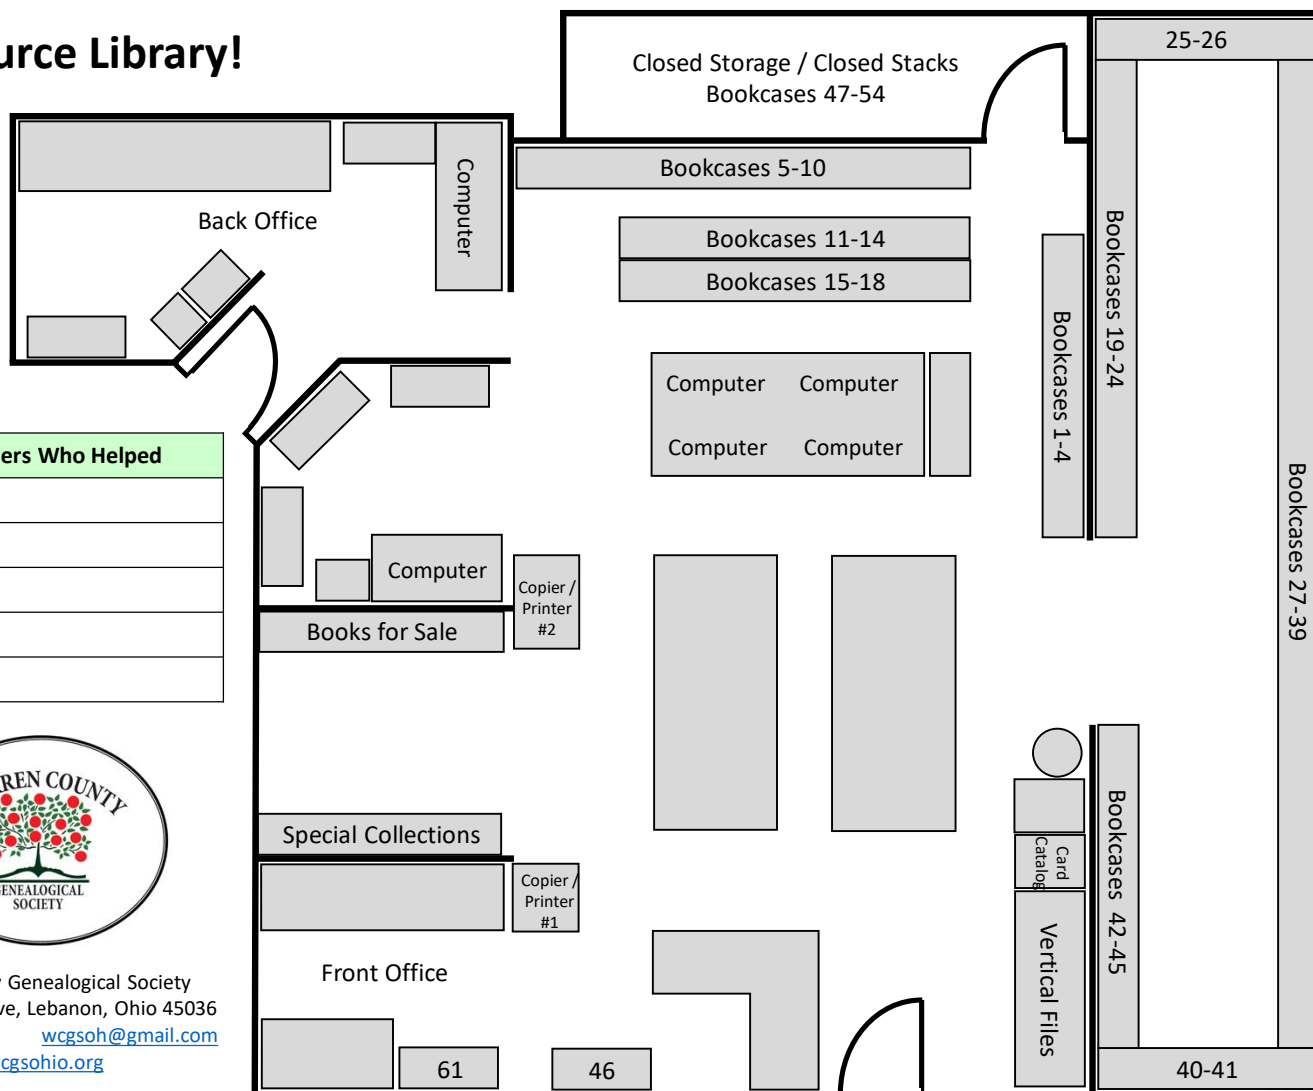 urce Library!
Closed Storage / Closed Stacks
Bookcases 47-54
25-26
Bookcases 5-10
Computer
Back Office
Bookcases 11-14
Bookcases 15-18
Bookcases 19-24
Bookcases 1-4
Computer Computer
Computer Computer
ers Who Helped
Bookcases 27-39
Computer
Copier /
Printer
#2
Books for Sale
REN COUNTY
GENEALOGICAL
SOCIETY
Special Collections
Card
Catalog
Bookcases 42-45
Copier /
Printer
#1
Vertical Files
Front Office
Genealogical Society
ve, Lebanon, Ohio 45036
wcgsoh@gmail.com
cgsohio.org
61
46
40-41